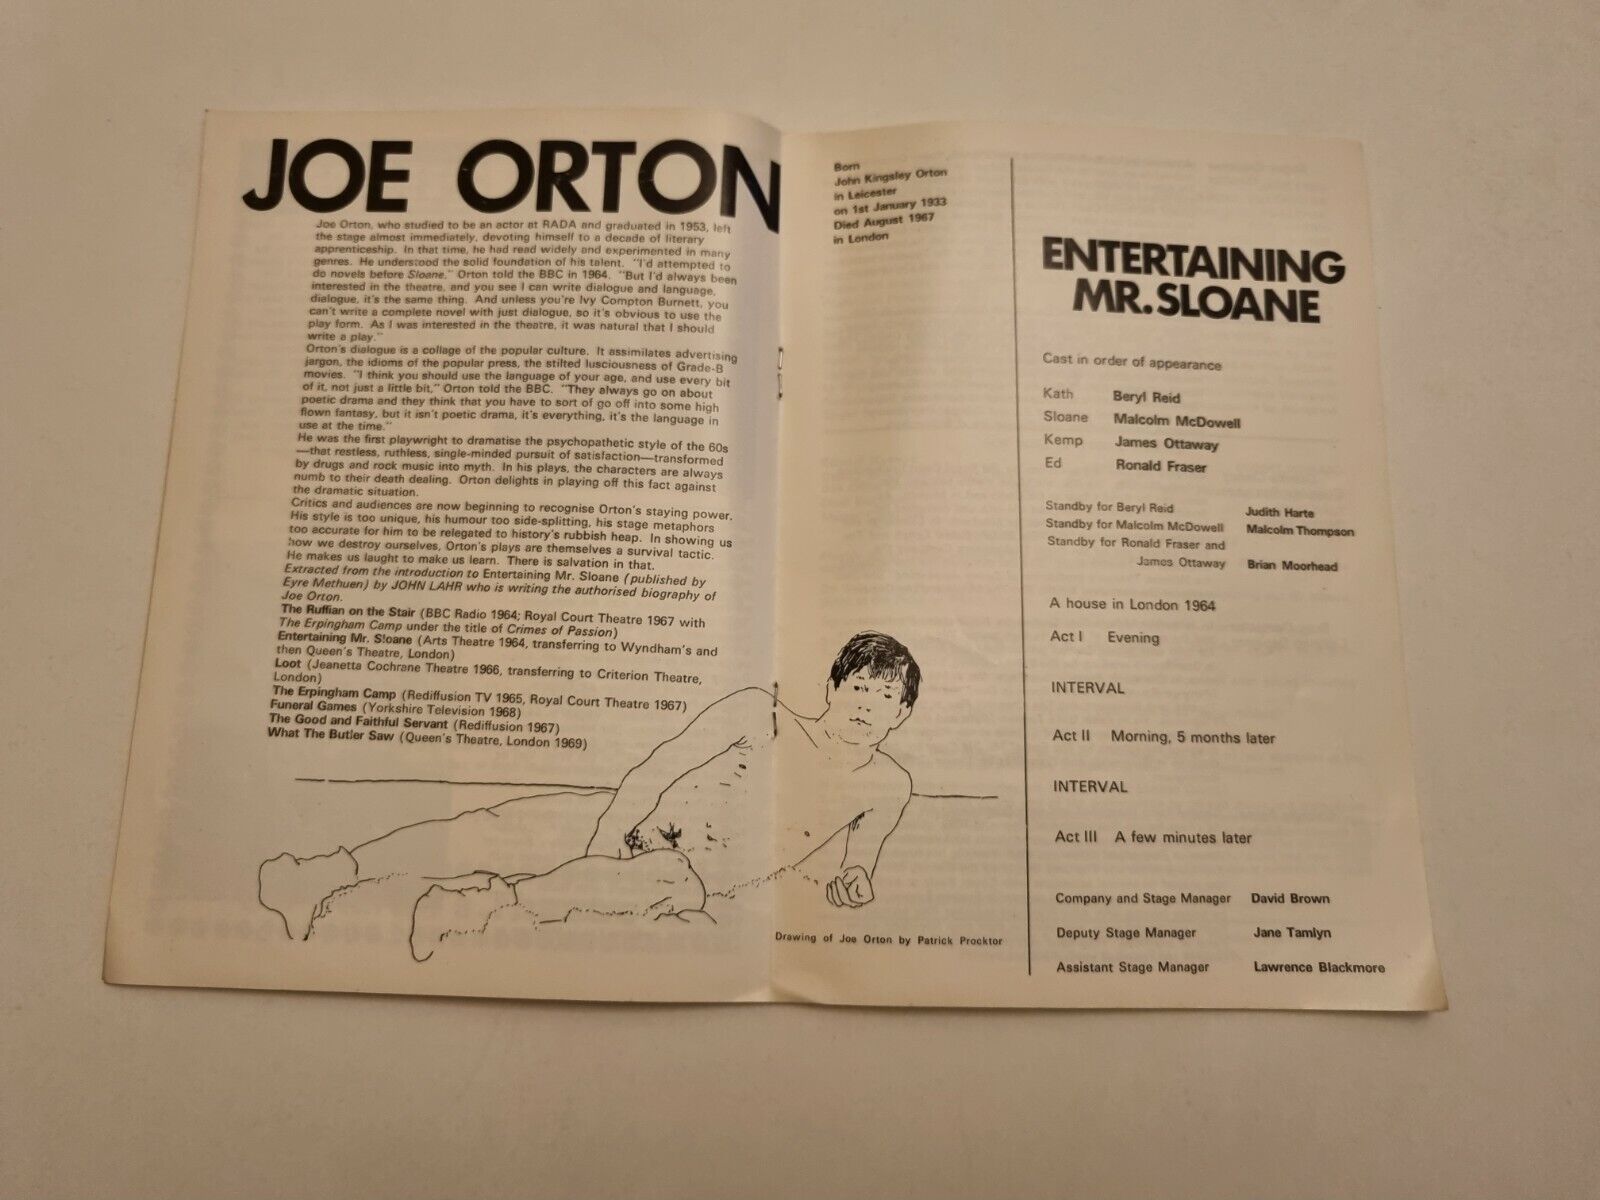 JOE ORTON
Joe Orton, who studied to be an actor at RADA and graduated in 1953, left
the stage almost immediately, devoting himself to a decade of literary
apprenticeship. In that time, he had read widely and experimented in many
genres. He understood the solid foundation of his talent. "I'd attempted to
do novels before Sloane." Orton told the BBC in 1964. "But I'd always been
interested in the theatre, and you see I can write dialogue and language,
dialogue, it's the same thing. And unless you're Ivy Compton Burnett, you
can't write a complete novel with just dialogue, so it's obvious to use the
play form. As I was interested in the theatre, it was natural that I should
write a play."
Orton's dialogue is a collage of the popular culture. It assimilates advertising
jargon, the idioms of the popular press, the stilted lusciousness of Grade-B
movies. "I think you should use the language of your age, and use every bit
of it, not just a little bit," Orton told the BBC. "They always go on about
poetic drama and they think that you have to sort of go off into some high
flown fantasy, but it isn't poetic drama, it's everything, it's the language in
use at the time."
He was the first playwright to dramatise the psychopathetic style of the 60s
—that restless, ruthless, single-minded pursuit of satisfaction—transformed
by drugs and rock music into myth. In his plays, the characters are always
numb to their death dealing. Orton delights in playing off this fact against
the dramatic situation.
Critics and audiences are now beginning to recognise Orton's staying power.
His style is too unique, his humour too side-splitting, his stage metaphors
too accurate for him to be relegated to history's rubbish heap. In showing us
how we destroy ourselves, Orton's plays are themselves a survival tactic.
He makes us laught to make us learn. There is salvation in that.
Extracted from the introduction to Entertaining Mr. Sloane (published by
Eyre Methuen) by JOHN LAHR who is writing the authorised biography of
Joe Orton.
The Ruffian on the Stair (BBC Radio 1964; Royal Court Theatre 1967 with
The Erpingham Camp under the title of Crimes of Passion)
Entertaining Mr. Sloane (Arts Theatre 1964, transferring to Wyndham's and
then Queen's Theatre, London)
Loot (Jeanetta Cochrane Theatre 1966, transferring to Criterion Theatre,
London)
The Erpingham Camp (Rediffusion TV 1965, Royal Court Theatre 1967)
Funeral Games (Yorkshire Television 1968)
The Good and Faithful Servant (Rediffusion 1967)
What The Butler Saw (Queen's Theatre, London 1969)
Born
John Kingsley Orton
in Leicester
on 1st January 1933
Died August 1967
in London
Drawing of Joe Orton by Patrick Procktor
ENTERTAINING
MR. SLOANE
Cast in order of appearance
Kath Beryl Reid
Sloane Malcolm McDowell
Kemp James Ottaway
Ed Ronald Fraser
Standby for Beryl Reid Judith Harte
Standby for Malcolm McDowell Malcolm Thompson
Standby for Ronald Fraser and
James Ottaway Brian Moorhead
A house in London 1964
Act I Evening
INTERVAL
Act II Morning, 5 months later
INTERVAL
Act III A few minutes later
Company and Stage Manager David Brown
Deputy Stage Manager Jane Tamlyn
Assistant Stage Manager Lawrence Blackmore